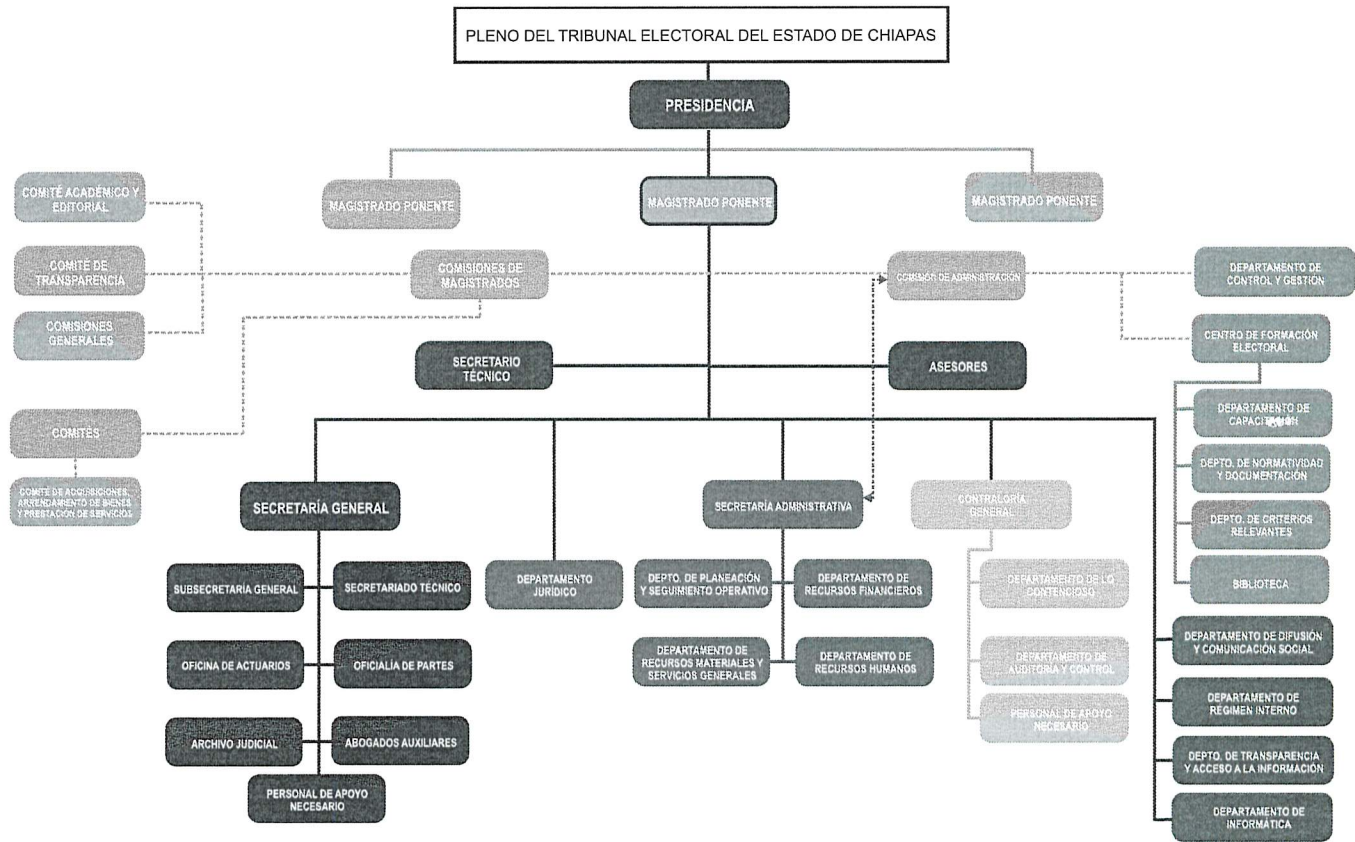 PLENO DEL TRIBUNAL ELECTORAL DEL ESTADO DE CHIAPAS
PRESIDENCIA
MAGISTRADO PONENTE
MAGISTRADO PONENTE
MAGISTRADO PONENTE
COMITÉ ACADÉMICO Y
EDITORIAL
COMITÉ DE
TRANSPARENCIA
COMISIONES
GENERALES
COMISIONES DE
MAGISTRADOS
COMISIÓN DE ADMINISTRACIÓN
DEPARTAMENTO DE
CONTROL Y GESTIÓN
CENTRO DE FORMACIÓN
ELECTORAL
SECRETARIO
TÉCNICO
ASESORES
COMITÉS
COMITÉ DE ADQUISICIONES,
ARRENDAMIENTO DE BIENES
Y PRESTACIÓN DE SERVICIOS
DEPARTAMENTO DE
CAPACITACIÓN
DEPTO. DE NORMATIVIDAD
Y DOCUMENTACIÓN
DEPTO. DE CRITERIOS
RELEVANTES
BIBLIOTECA
SECRETARÍA GENERAL
SUBSECRETARÍA GENERAL
SECRETARIADO TÉCNICO
OFICINA DE ACTUARIOS
OFICIALÍA DE PARTES
ARCHIVO JUDICIAL
ABOGADOS AUXILIARES
PERSONAL DE APOYO
NECESARIO
DEPARTAMENTO
JURÍDICO
SECRETARÍA ADMINISTRATIVA
DEPTO. DE PLANEACIÓN
Y SEGUIMIENTO OPERATIVO
DEPARTAMENTO DE
RECURSOS FINANCIEROS
DEPARTAMENTO DE
RECURSOS MATERIALES Y
SERVICIOS GENERALES
DEPARTAMENTO DE
RECURSOS HUMANOS
CONTRALORÍA
GENERAL
DEPARTAMENTO DE LO
CONTENCIOSO
DEPARTAMENTO DE
AUDITORÍA Y CONTROL
PERSONAL DE APOYO
NECESARIO
DEPARTAMENTO DE DIFUSIÓN
Y COMUNICACIÓN SOCIAL
DEPARTAMENTO DE
RÉGIMEN INTERNO
DEPTO. DE TRANSPARENCIA
Y ACCESO A LA INFORMACIÓN
DEPARTAMENTO DE
INFORMÁTICA